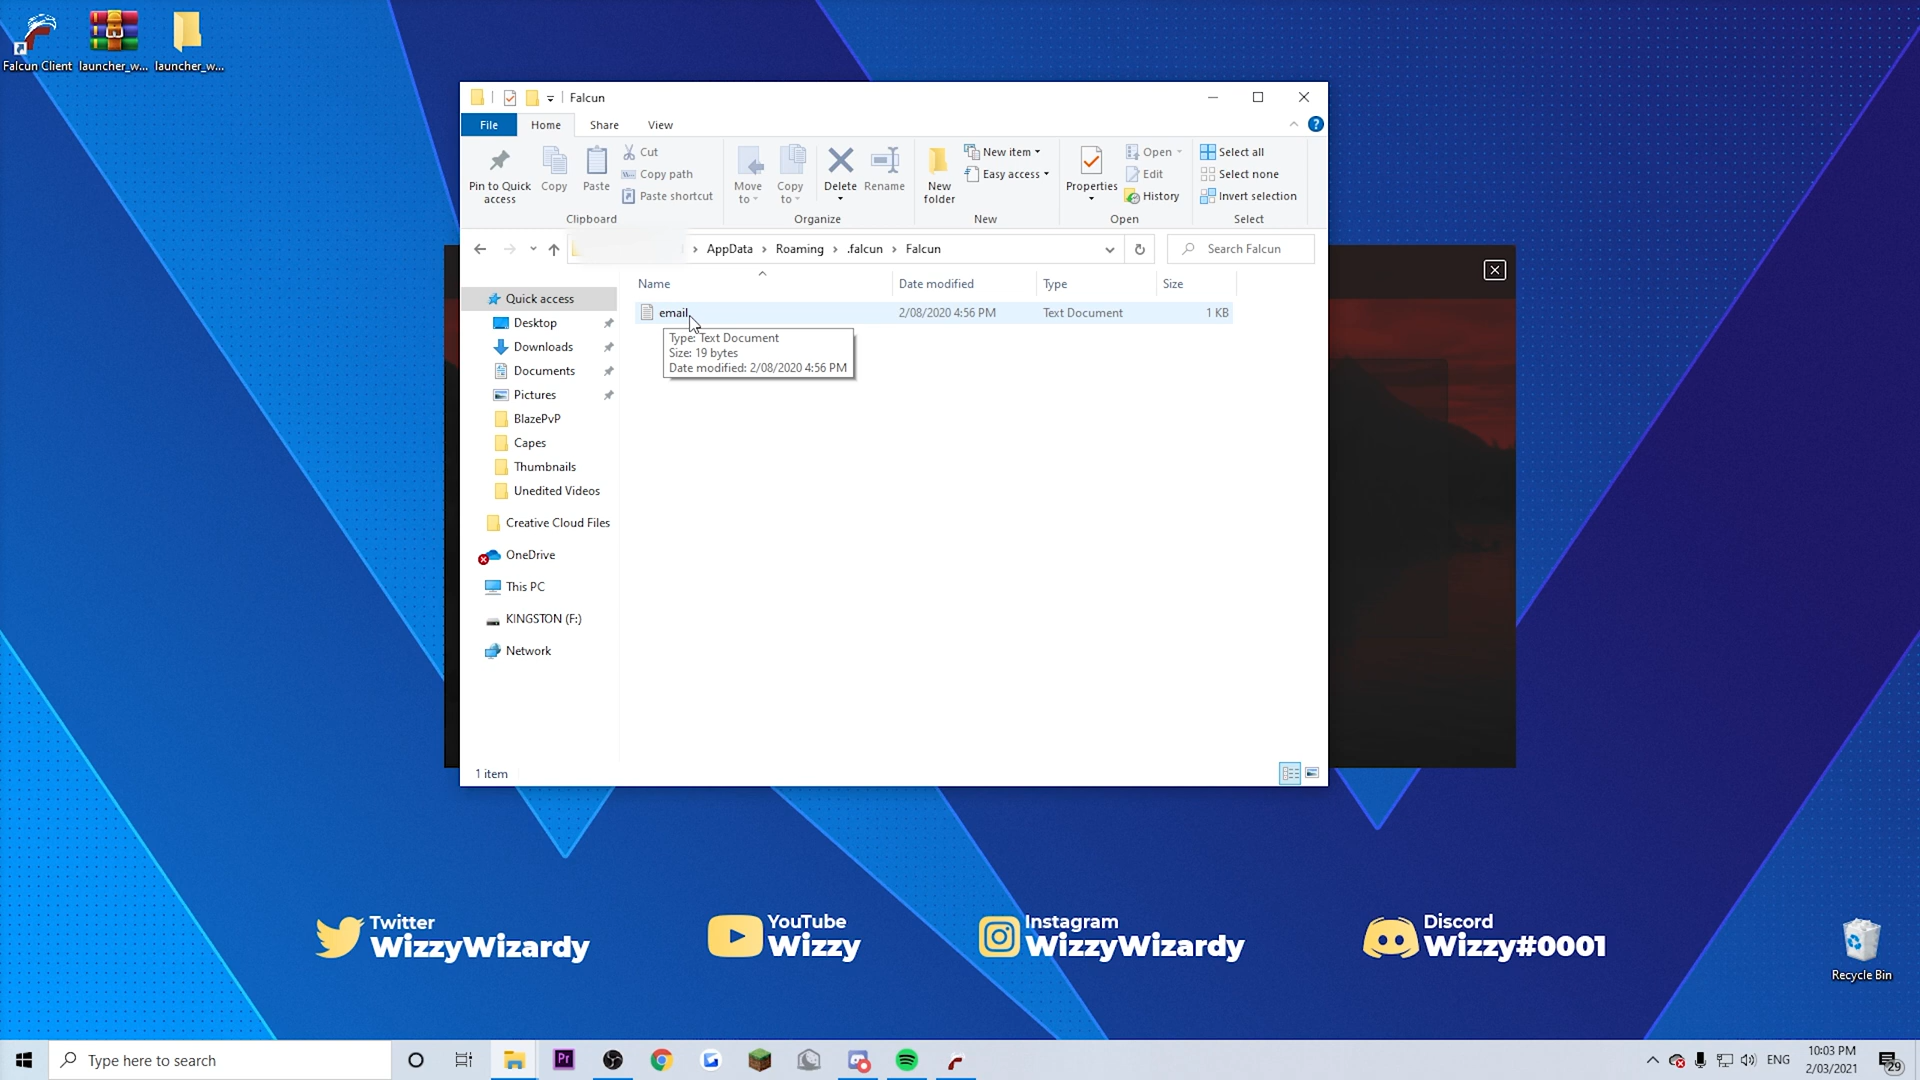 Falcun Client
launcher_w...
launcher_w...
Falcun
File
Home
Share
View
Pin to Quick access
Copy
Paste
Cut
Copy path
Paste shortcut
Clipboard
Move to
Copy to
Delete
Rename
Organize
New folder
New item
Easy access
New
Properties
Open
Edit
History
Open
Select all
Select none
Invert selection
Select
AppData
Roaming
.falcun
Falcun
Search Falcun
Name
Date modified
Type
Size
email
2/08/2020 4:56 PM
Text Document
1 KB
Type: Text Document
Size: 19 bytes
Date modified: 2/08/2020 4:56 PM
Quick access
Desktop
Downloads
Documents
Pictures
BlazePvP
Capes
Thumbnails
Unedited Videos
Creative Cloud Files
OneDrive
This PC
KINGSTON (F:)
Network
1 item
Twitter
WizzyWizardy
YouTube
Wizzy
Instagram
WizzyWizardy
Discord
Wizzy#0001
Recycle Bin
Type here to search
Pr
ENG
10:03 PM
2/03/2021
29